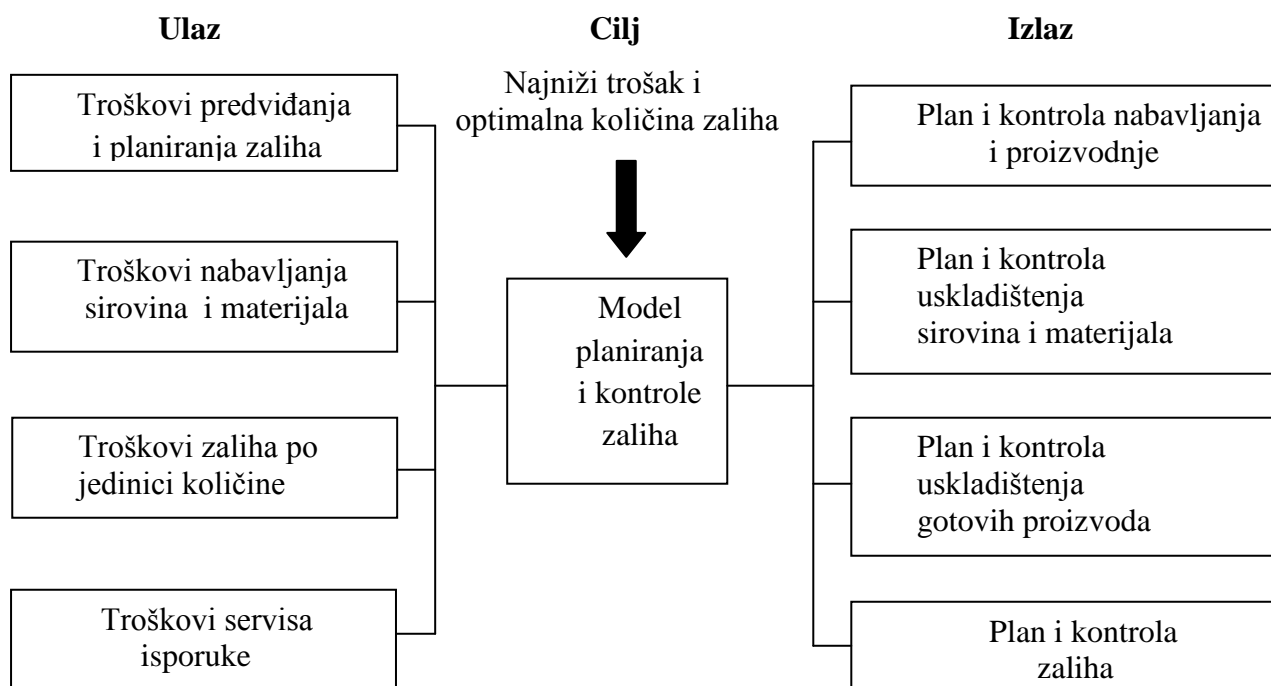 Ulaz
Cilj
Izlaz
Troškovi predviđanja
i planiranja zaliha
Troškovi nabavljanja
sirovina i materijala
Troškovi zaliha po
jedinici količine
Troškovi servisa
isporuke
Najniži trošak i
optimalna količina zaliha
Model
planiranja
i kontrole
zaliha
Plan i kontrola nabavljanja
i proizvodnje
Plan i kontrola
uskladištenja
sirovina i materijala
Plan i kontrola
uskladištenja
gotovih proizvoda
Plan i kontrola
zaliha